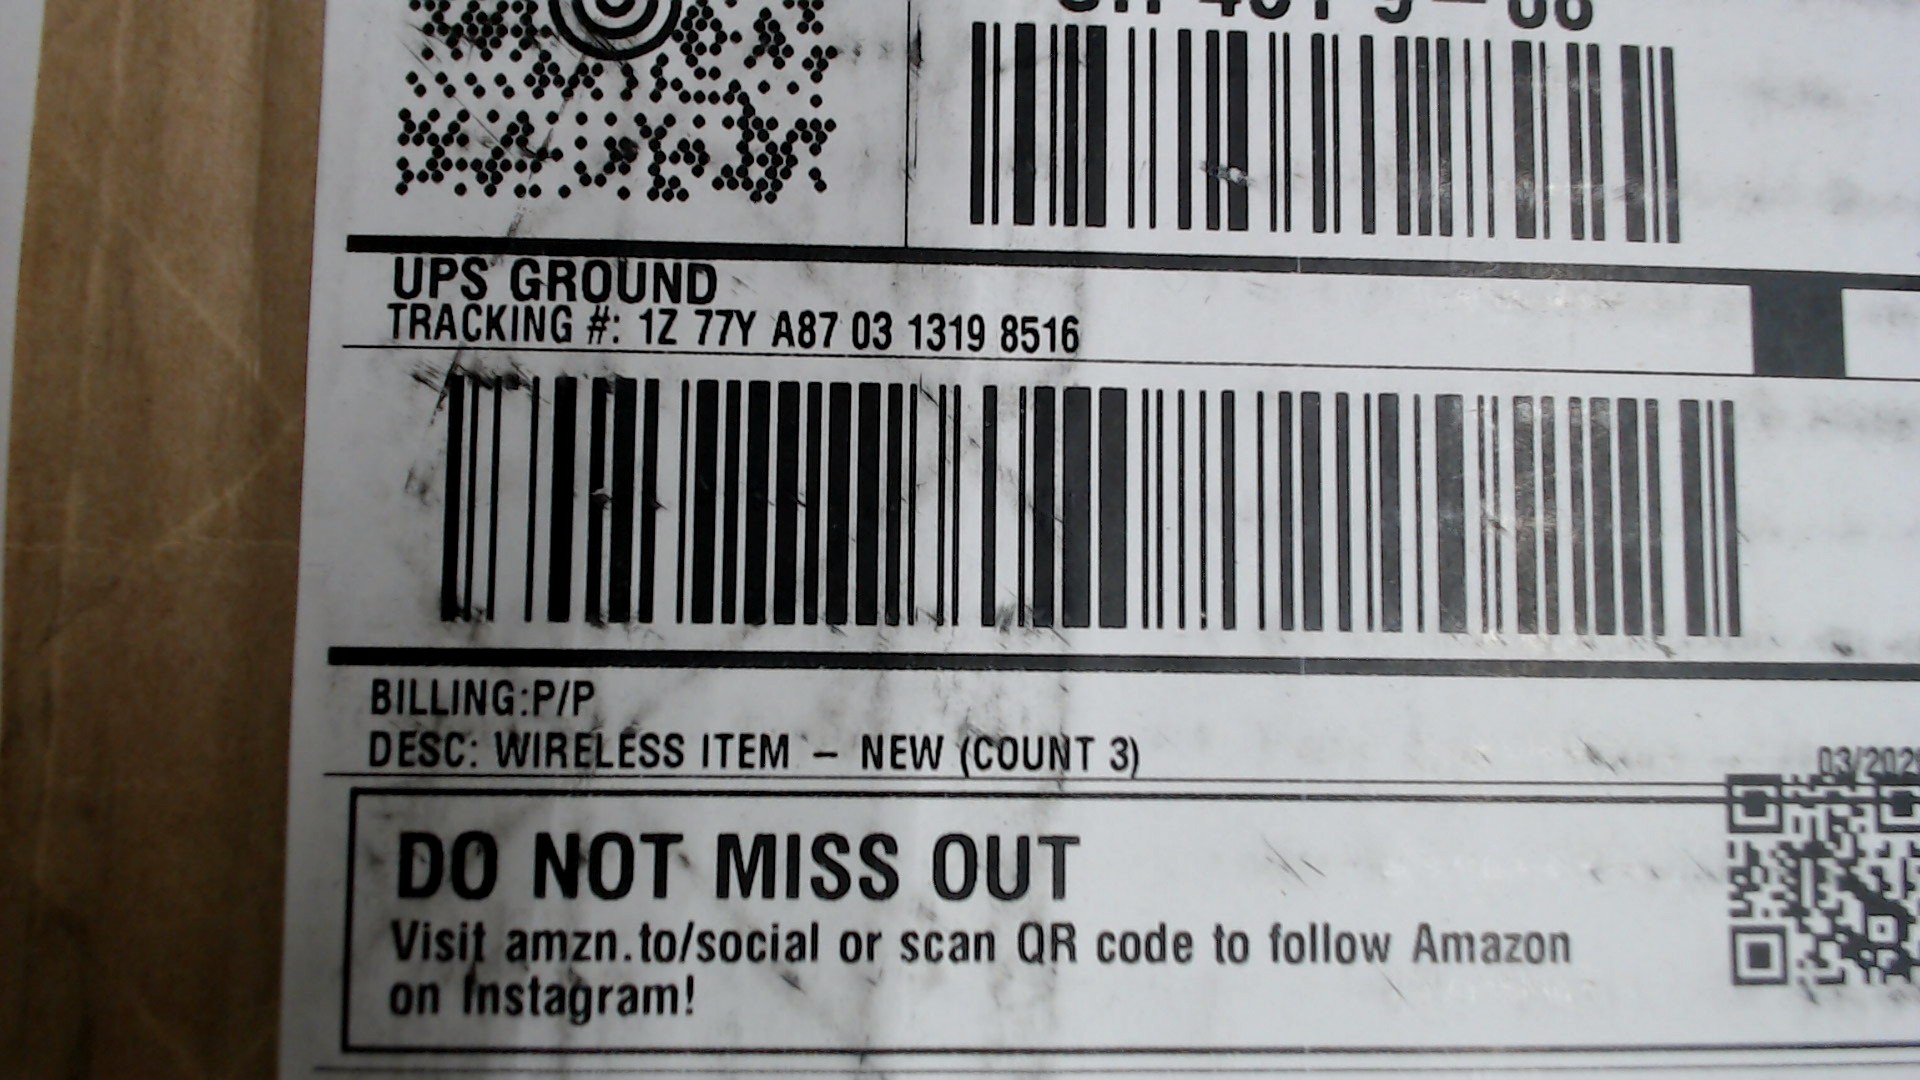 UPS GROUND
TRACKING #: 1Z 77Y A87 03 1319 8516
BILLING:P/P
DESC: WIRELESS ITEM – NEW (COUNT 3)
DO NOT MISS OUT
Visit amzn.to/social or scan QR code to follow Amazon
on Instagram!